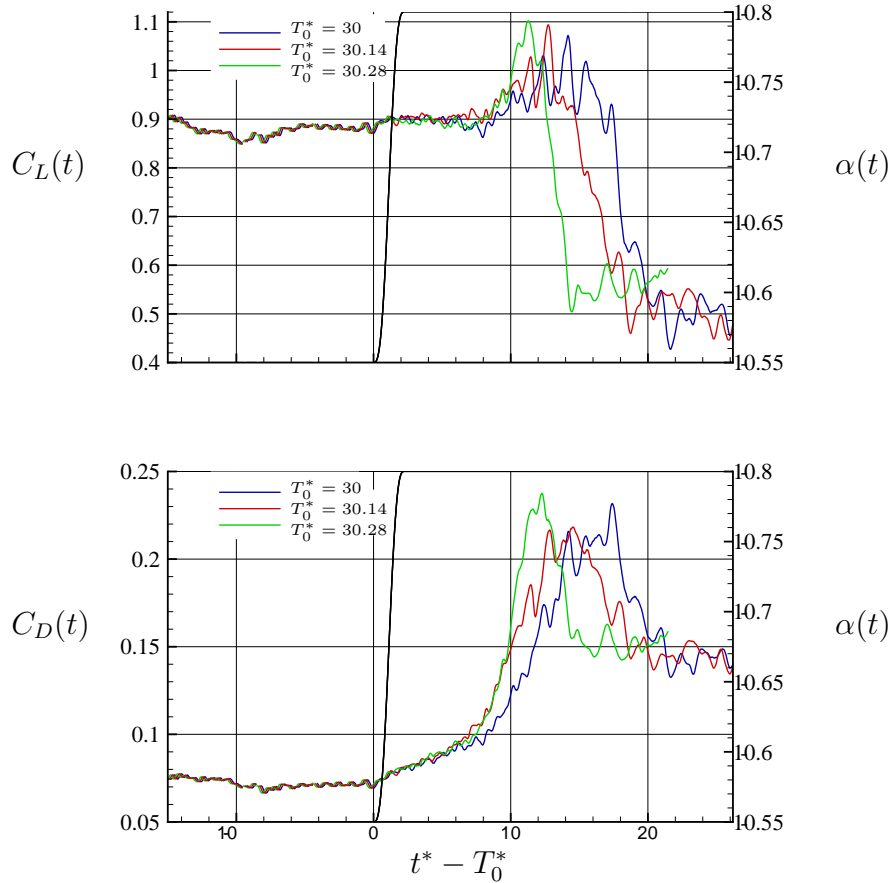 1.1
1
0.9
0.8
0.7
0.6
0.5
0.4
C_L(t)
T_0^* = 30
T_0^* = 30.14
T_0^* = 30.28
10.8
10.75
10.7
10.65
10.6
10.55
α(t)
0.25
0.2
0.15
0.1
0.05
C_D(t)
T_0^* = 30
T_0^* = 30.14
T_0^* = 30.28
10.8
10.75
10.7
10.65
10.6
10.55
α(t)
-10 0 10 20
t^* − T_0^*